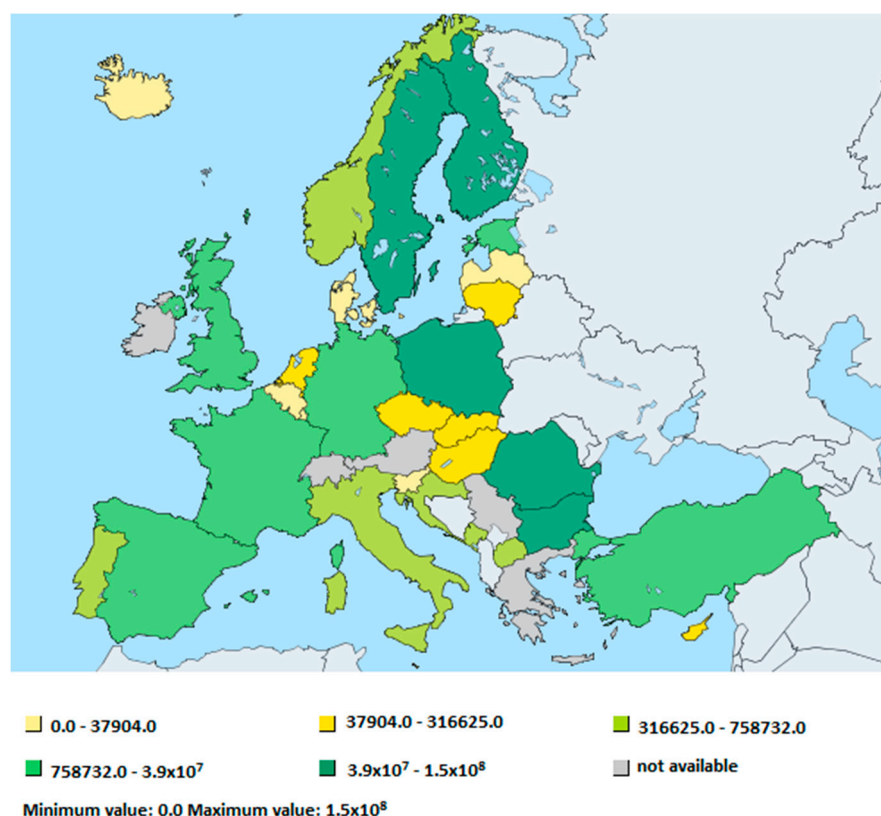 0.0 - 37904.0 37904.0 - 316625.0 316625.0 - 758732.0
758732.0 - 3.9x10⁷ 3.9x10⁷ - 1.5x10⁸ not available
Minimum value: 0.0 Maximum value: 1.5x10⁸